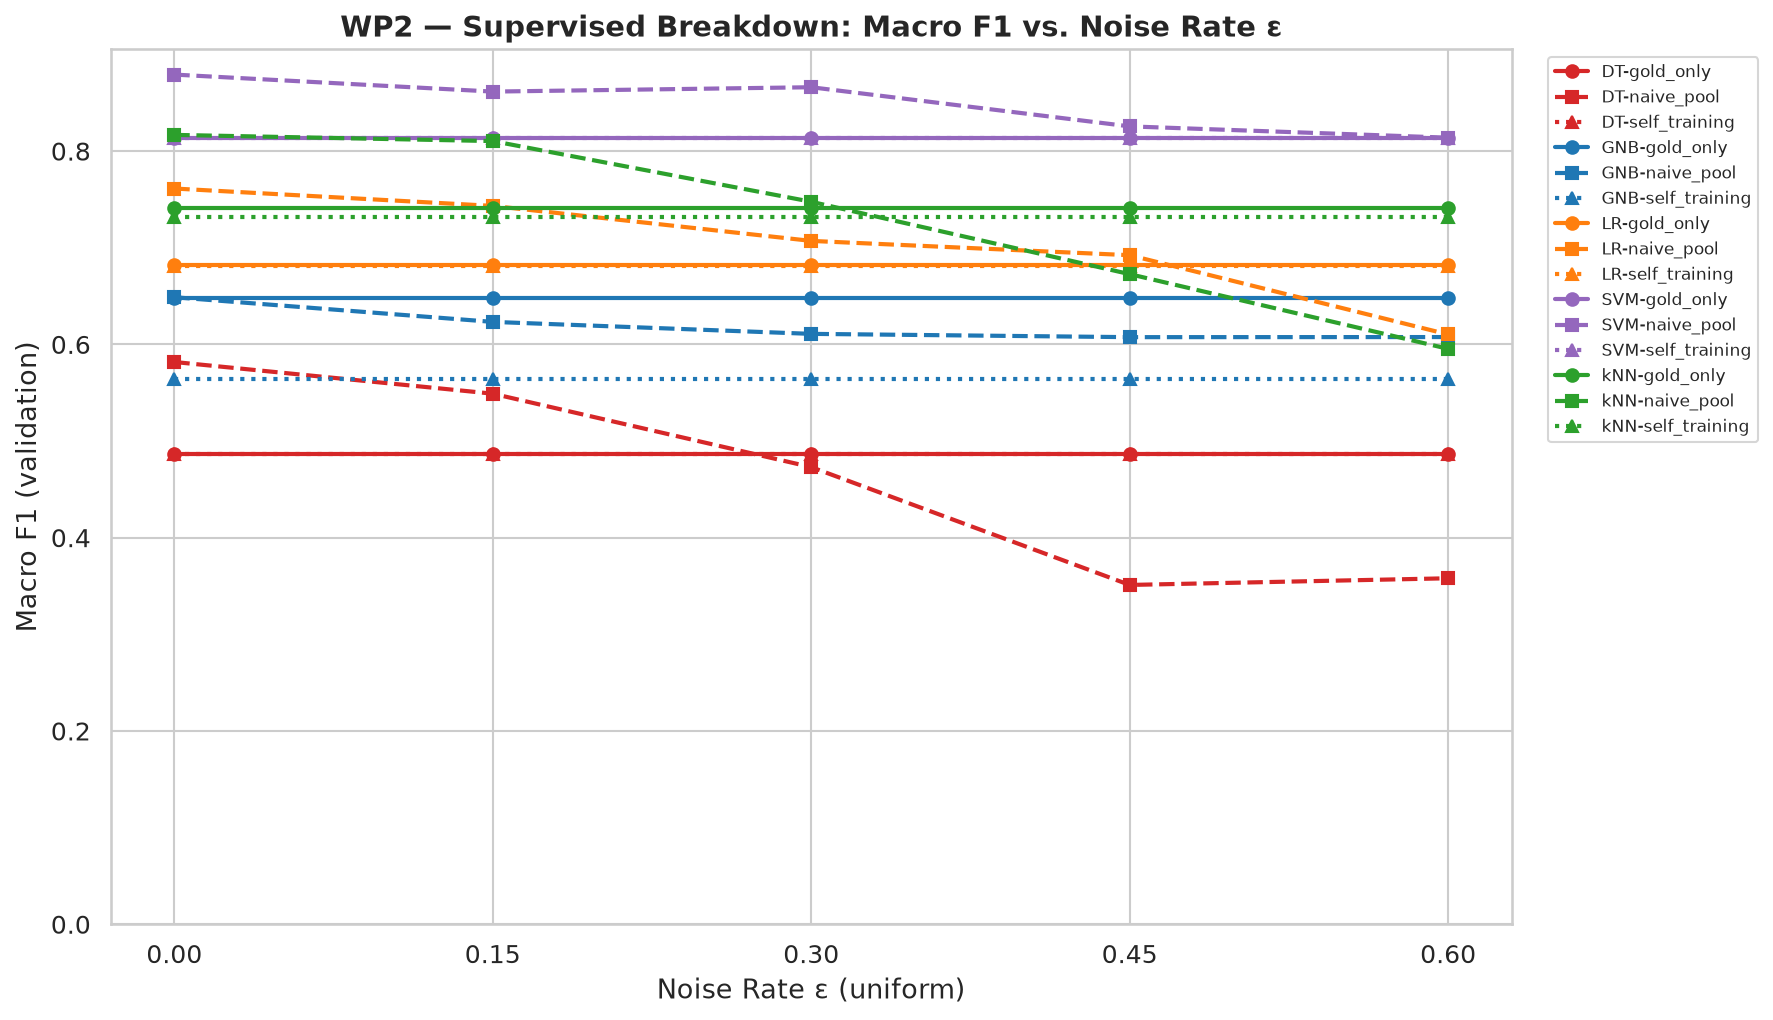 WP2 — Supervised Breakdown: Macro F1 vs. Noise Rate ε
Macro F1 (validation)
0.8
0.6
0.4
0.2
0.0
0.00 0.15 0.30 0.45 0.60
Noise Rate ε (uniform)
DT-gold_only
DT-naive_pool
DT-self_training
GNB-gold_only
GNB-naive_pool
GNB-self_training
LR-gold_only
LR-naive_pool
LR-self_training
SVM-gold_only
SVM-naive_pool
SVM-self_training
kNN-gold_only
kNN-naive_pool
kNN-self_training